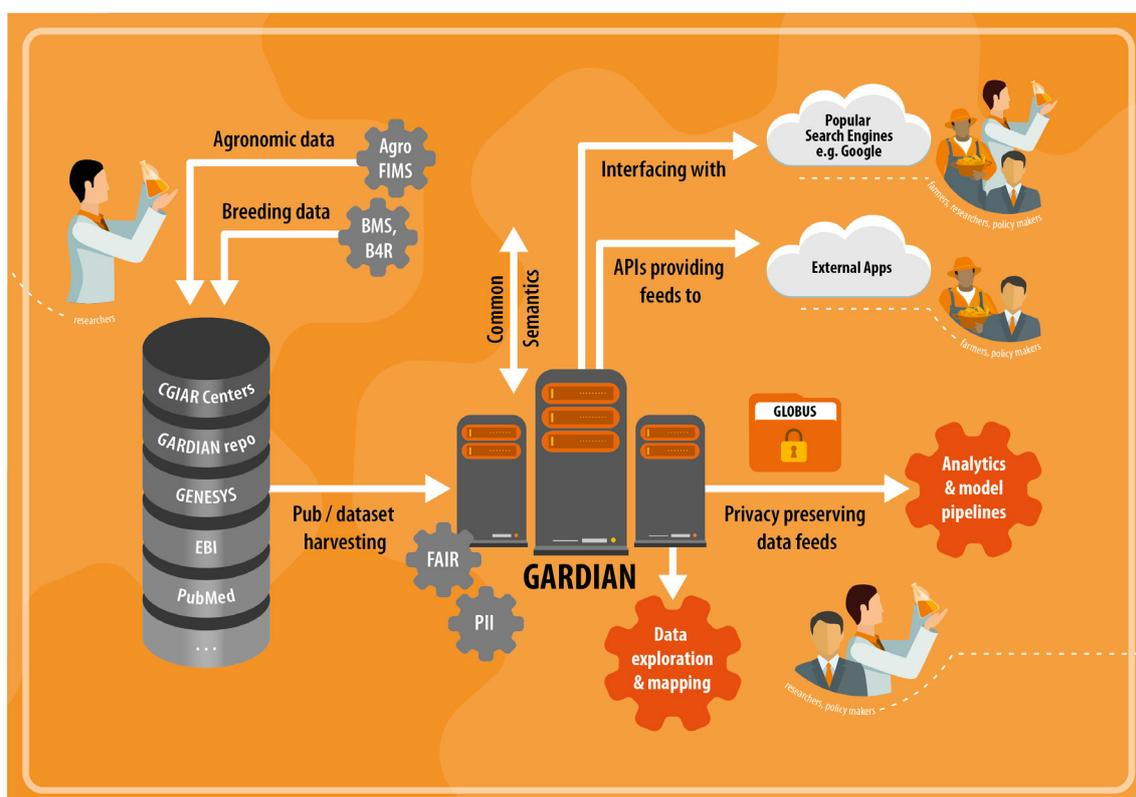 Agronomic data
Agro
FIMS
Breeding data
BMS,
B4R
researchers
CGIAR Centers
GARDIAN repo
GENESYS
EBI
PubMed
...
Pub / dataset
harvesting
FAIR
PII
Common
Semantics
GARDIAN
Interfacing with
Popular
Search Engines
e.g. Google
farmers, researchers, policy makers
APIs providing
feeds to
External Apps
farmers, policy makers
GLOBUS
Privacy preserving
data feeds
Analytics
& model
pipelines
Data
exploration
& mapping
researchers, policy makers